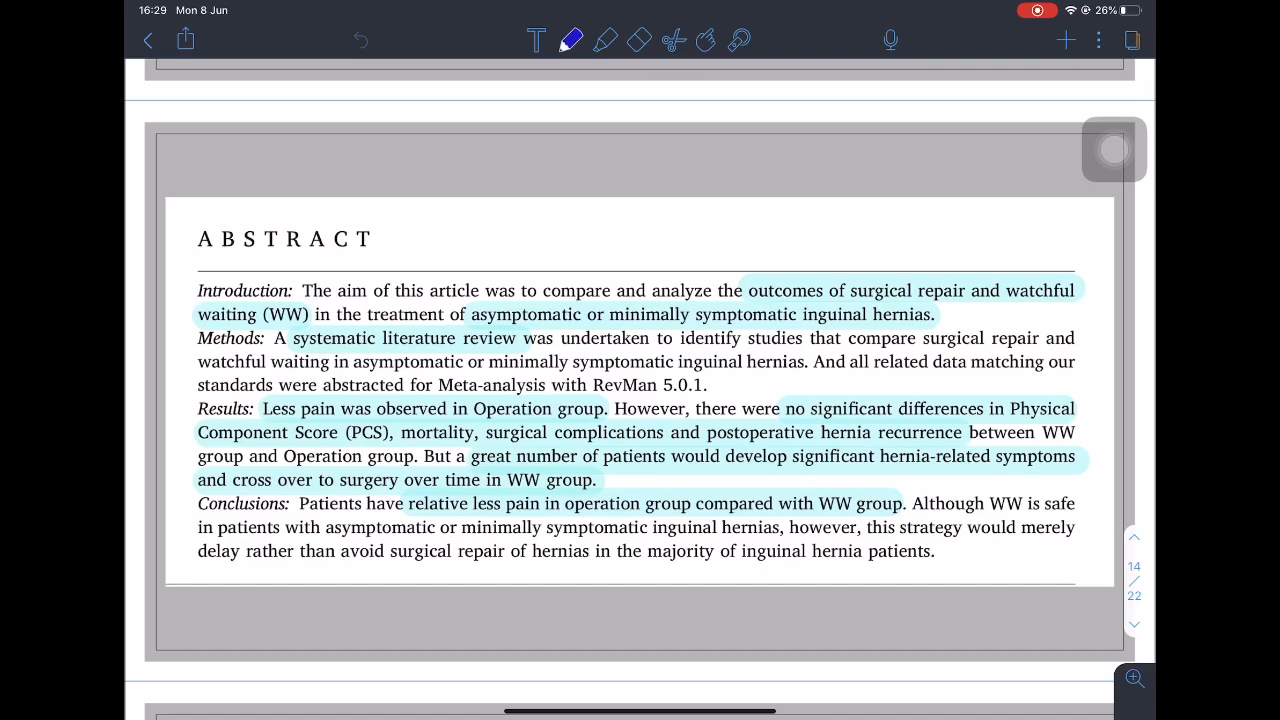 16:29 Mon 8 Jun
26%
T
ABSTRACT
Introduction: The aim of this article was to compare and analyze the outcomes of surgical repair and watchful
waiting (WW) in the treatment of asymptomatic or minimally symptomatic inguinal hernias.
Methods: A systematic literature review was undertaken to identify studies that compare surgical repair and
watchful waiting in asymptomatic or minimally symptomatic inguinal hernias. And all related data matching our
standards were abstracted for Meta-analysis with RevMan 5.0.1.
Results: Less pain was observed in Operation group. However, there were no significant differences in Physical
Component Score (PCS), mortality, surgical complications and postoperative hernia recurrence between WW
group and Operation group. But a great number of patients would develop significant hernia-related symptoms
and cross over to surgery over time in WW group.
Conclusions: Patients have relative less pain in operation group compared with WW group. Although WW is safe
in patients with asymptomatic or minimally symptomatic inguinal hernias, however, this strategy would merely
delay rather than avoid surgical repair of hernias in the majority of inguinal hernia patients.
14
/
22